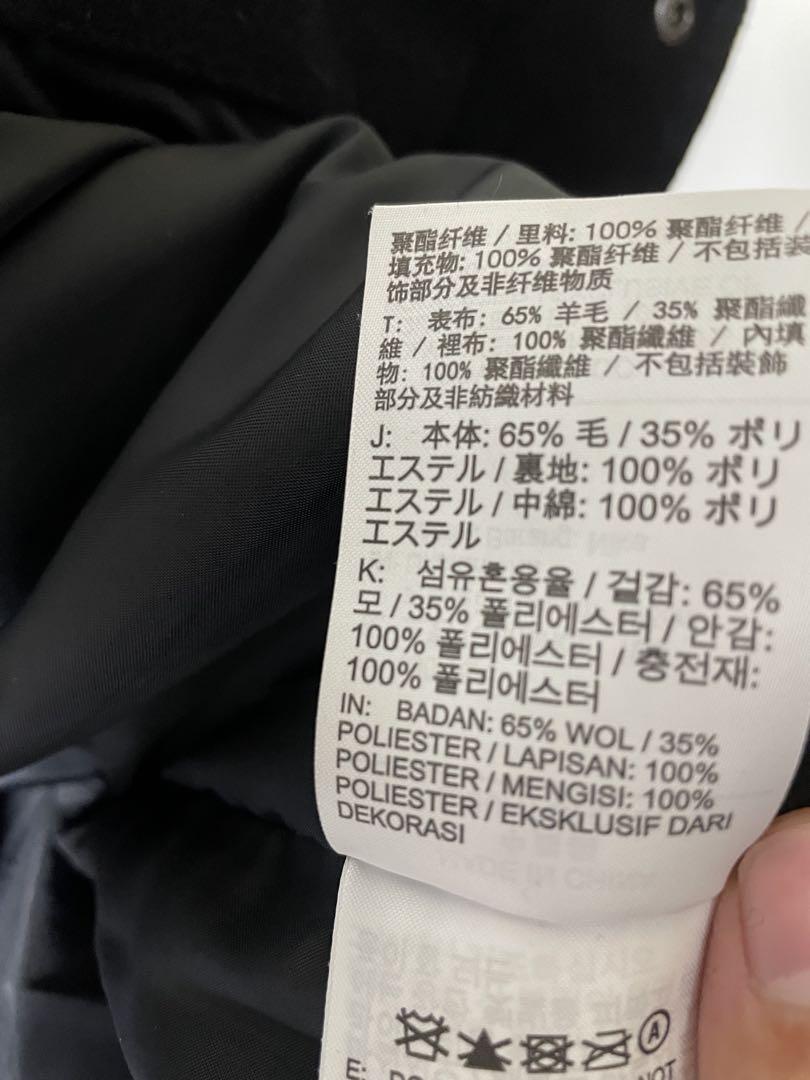 聚酯纤维 / 里料: 100% 聚酯纤维 /
填充物: 100% 聚酯纤维 / 不包括装
饰部分及非纤维物质
T: 表布: 65% 羊毛 / 35% 聚酯纖
維 / 裡布: 100% 聚酯纖維 / 內填
物: 100% 聚酯纖維 / 不包括裝飾
部分及非紡織材料
J: 本体: 65% 毛 / 35% ポリ
エステル / 裏地: 100% ポリ
エステル / 中綿: 100% ポリ
エステル
K: 섬유혼용율 / 겉감: 65%
모 / 35% 폴리에스터 / 안감:
100% 폴리에스터 / 충전재:
100% 폴리에스터
IN: BADAN: 65% WOL / 35%
POLIESTER / LAPISAN: 100%
POLIESTER / MENGISI: 100%
POLIESTER / EKSKLUSIF DARI
DEKORASI
A
E: